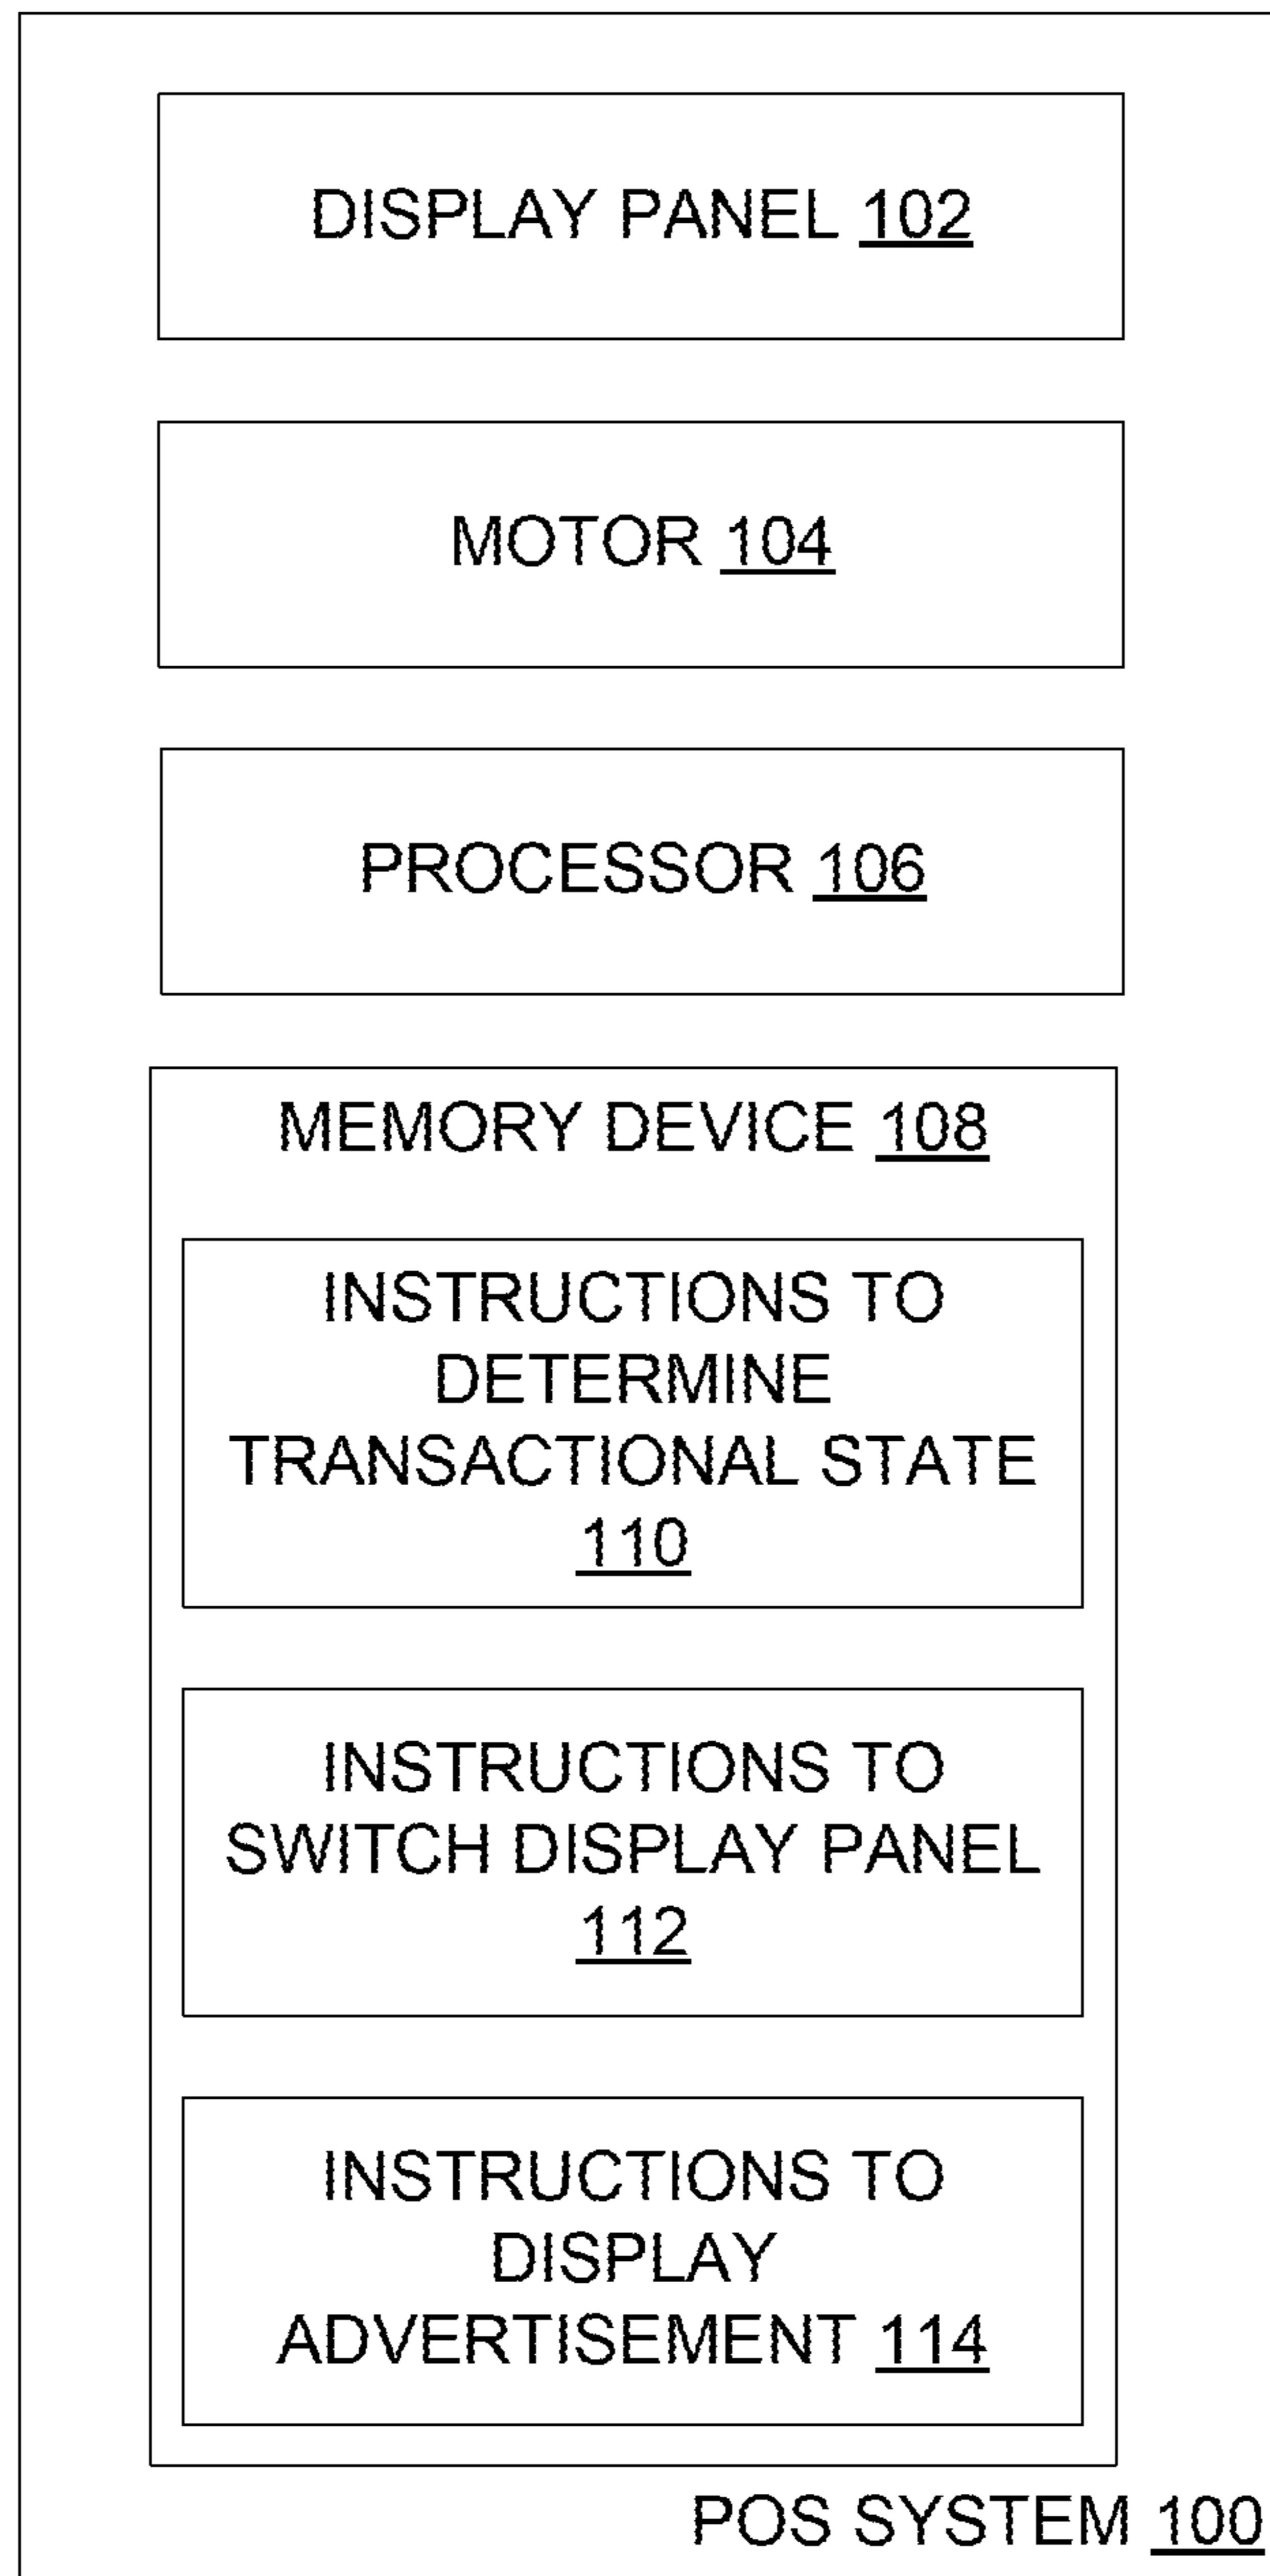 DISPLAY PANEL 102
MOTOR 104
PROCESSOR 106
MEMORY DEVICE 108
INSTRUCTIONS TO
DETERMINE
TRANSACTIONAL STATE
110
INSTRUCTIONS TO
SWITCH DISPLAY PANEL
112
INSTRUCTIONS TO
DISPLAY
ADVERTISEMENT 114
POS SYSTEM 100